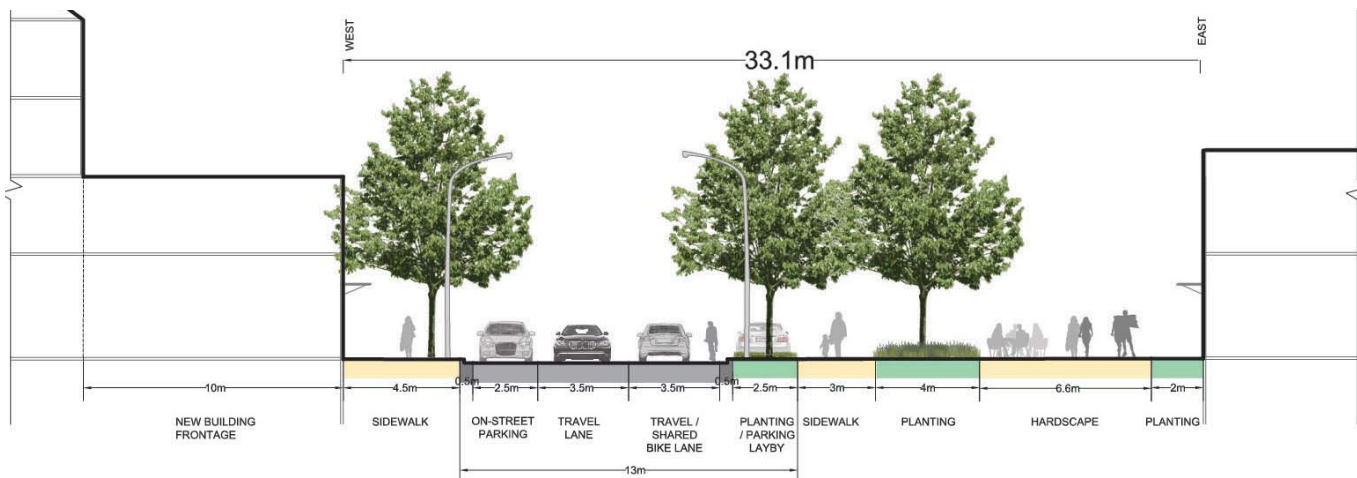 WEST
EAST
33.1m
10m
4.5m
0.5m
2.5m
3.5m
3.5m
0.5m
2.5m
3m
4m
6.6m
2m
NEW BUILDING
FRONTAGE
SIDEWALK
ON-STREET
PARKING
TRAVEL
LANE
TRAVEL /
SHARED
BIKE LANE
PLANTING
/ PARKING
LAYBY
SIDEWALK
PLANTING
HARDSCAPE
PLANTING
13m